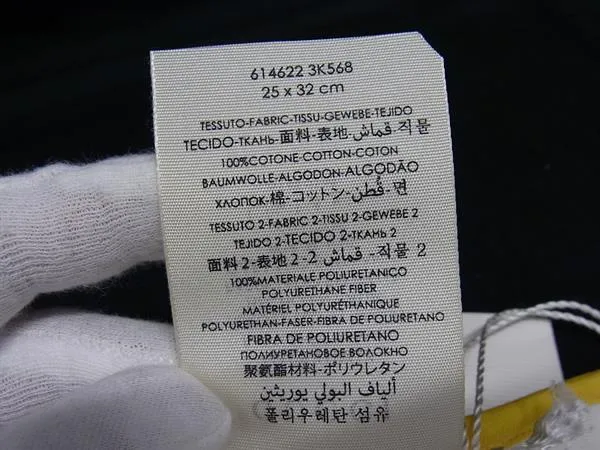 614622 3K568
25 x 32 cm
TESSUTO-FABRIC-TISSU-GEWEBE-TEJIDO
TECIDO-ТКАНЬ-面料-表地-قماش-직물
100%COTONE-COTTON-COTON
BAUMWOLLE-ALGODON-ALGODÃO
ХЛОПОК-棉-コットン-قُطن-면
TESSUTO 2-FABRIC 2-TISSU 2-GEWEBE 2
TEJIDO 2-TECIDO 2-ТКАНЬ 2
面料2-表地2-قماش 2-직물 2
100%MATERIALE POLIURETANICO
POLYURETHANE FIBER
MATÉRIEL POLYURÉTHANIQUE
POLYURETHAN-FASER-FIBRA DE POLIURETANO
FIBRA DE POLIURETANO
ПОЛИУРЕТАНОВОЕ ВОЛОКНО
聚氨酯材料-ポリウレタン
ألياف البولي يوريثين
폴리우레탄 섬유